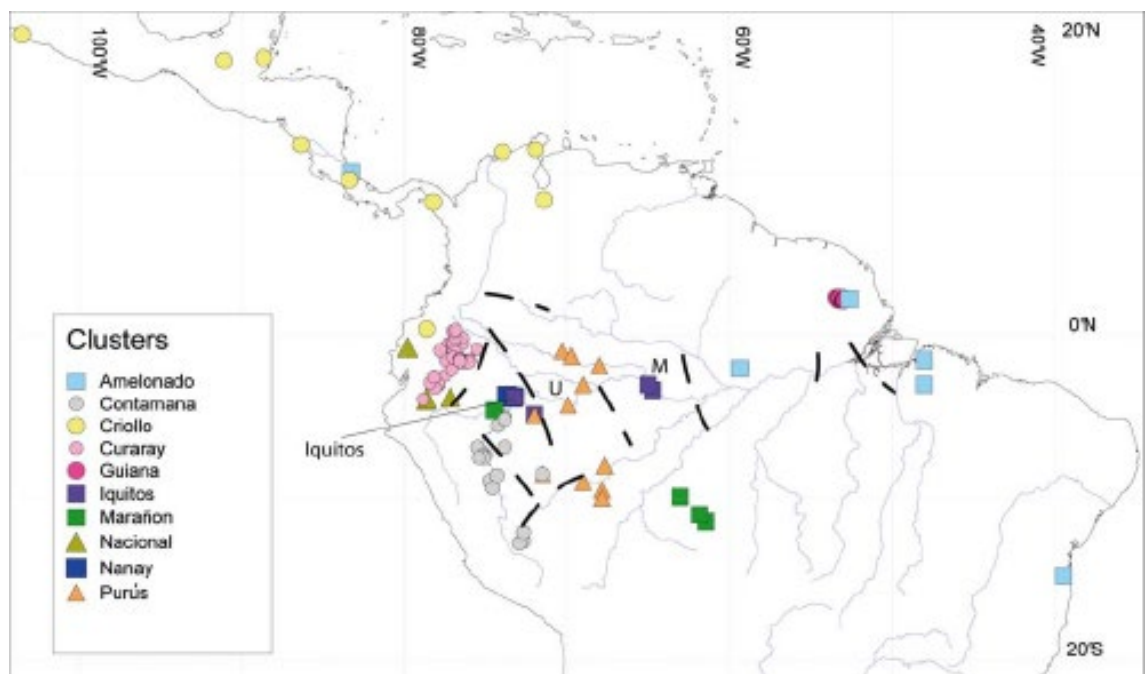 100°W
80°W
60°W
40°W
20°N
0°N
M
U
Iquitos
Clusters
Amelonado
Contamana
Criollo
Curaray
Guiana
Iquitos
Marañon
Nacional
Nanay
Purús
20°S